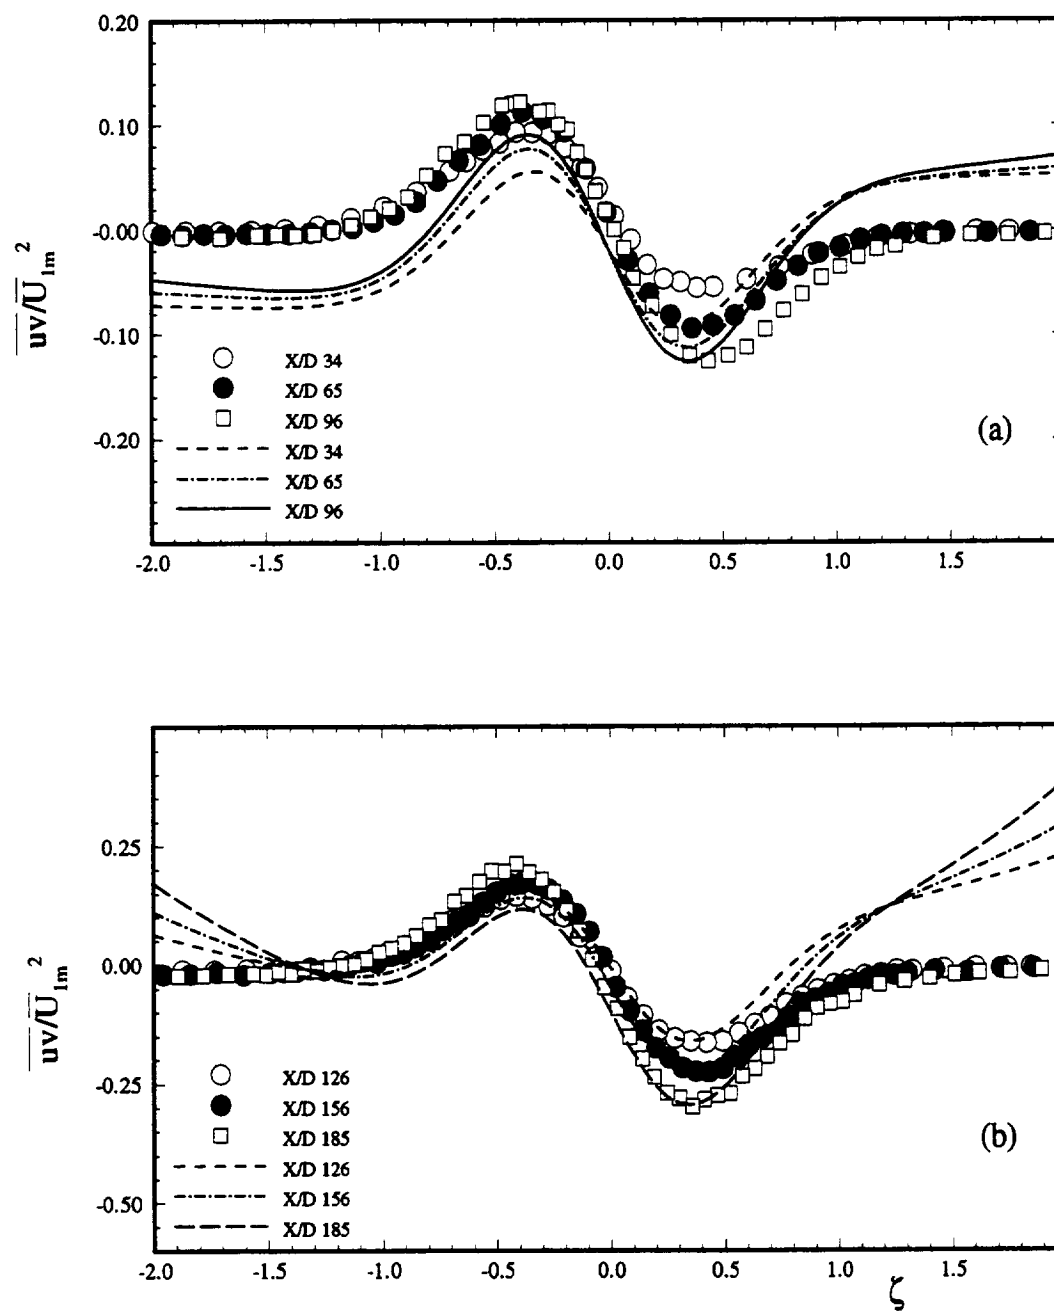 0.20
0.10
-0.00
-0.10
-0.20
uv/U1m2
X/D 34
X/D 65
X/D 96
X/D 34
X/D 65
X/D 96
(a)
-2.0 -1.5 -1.0 -0.5 0.0 0.5 1.0 1.5
0.25
0.00
-0.25
-0.50
uv/U1m2
X/D 126
X/D 156
X/D 185
X/D 126
X/D 156
X/D 185
(b)
-2.0 -1.5 -1.0 -0.5 0.0 0.5 1.0 1.5
ζ